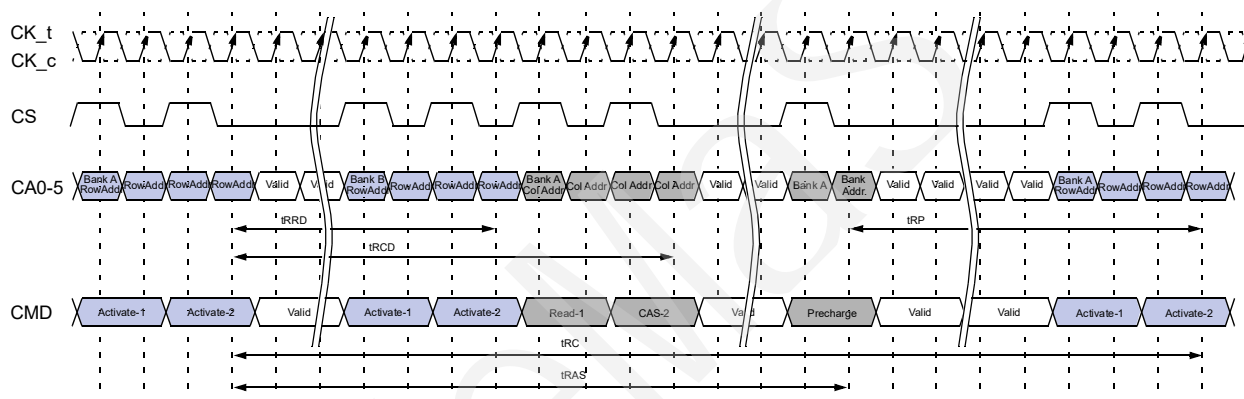 CK_t
CK_c
CS
CA0-5
Bank A RowAddr RowAddr RowAddr RowAddr Valid Valid Bank B RowAddr RowAddr RowAddr RowAddr Bank A Col Addr Col Addr Col Addr Col Addr Valid Valid Bank A Bank Addr. Valid Valid Valid Valid Bank A RowAddr RowAddr RowAddr RowAddr
tRRD tRP
tRCD
CMD Activate-1 Activate-2 Valid Activate-1 Activate-2 Read-1 CAS-2 Valid Precharge Valid Valid Activate-1 Activate-2
tRC
tRAS